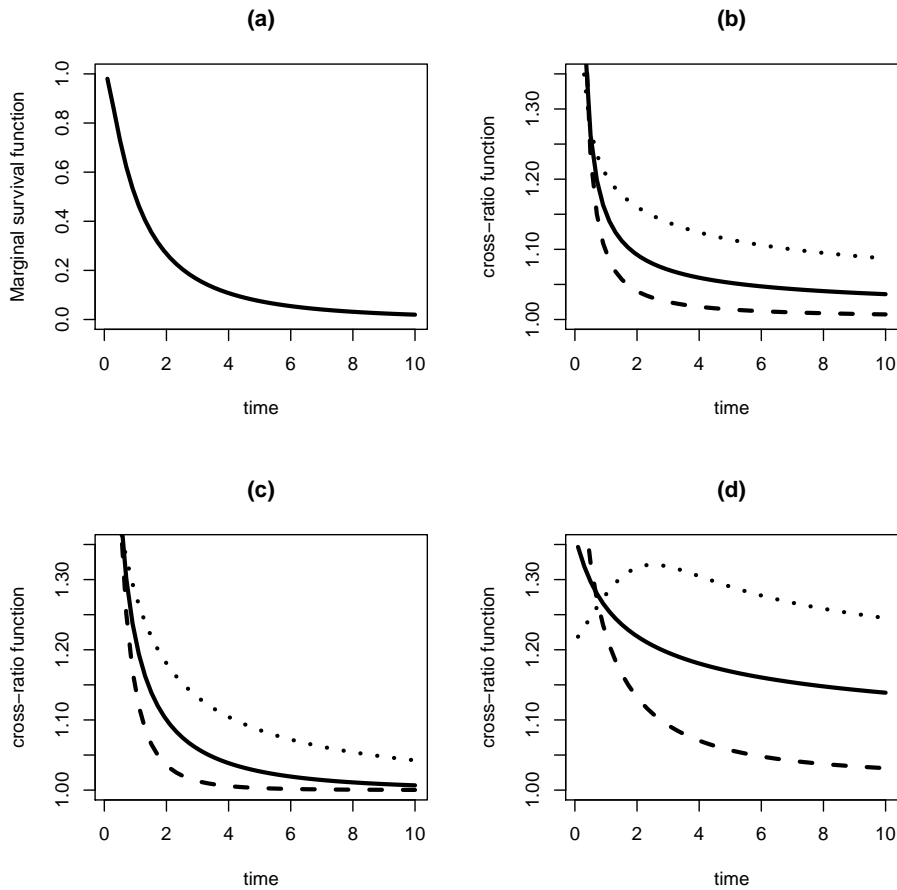 (a)
Marginal survival function
1.0
0.8
0.6
0.4
0.2
0.0
0 2 4 6 8 10
time
(b)
cross−ratio function
1.30
1.20
1.10
1.00
0 2 4 6 8 10
time
(c)
cross−ratio function
1.30
1.20
1.10
1.00
0 2 4 6 8 10
time
(d)
cross−ratio function
1.30
1.20
1.10
1.00
0 2 4 6 8 10
time